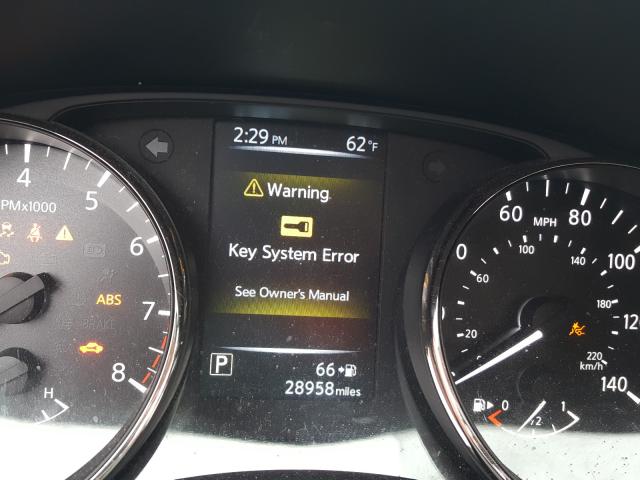 2:29 PM 62°F
Warning
Key System Error
See Owner's Manual
P 66
28958 miles
4 5 6 7 8
PMx1000
ABS
BRAKE
H
60 80 100 120 140
MPH
0 20 60 100 140 180 220
km/h
0 1/2 1